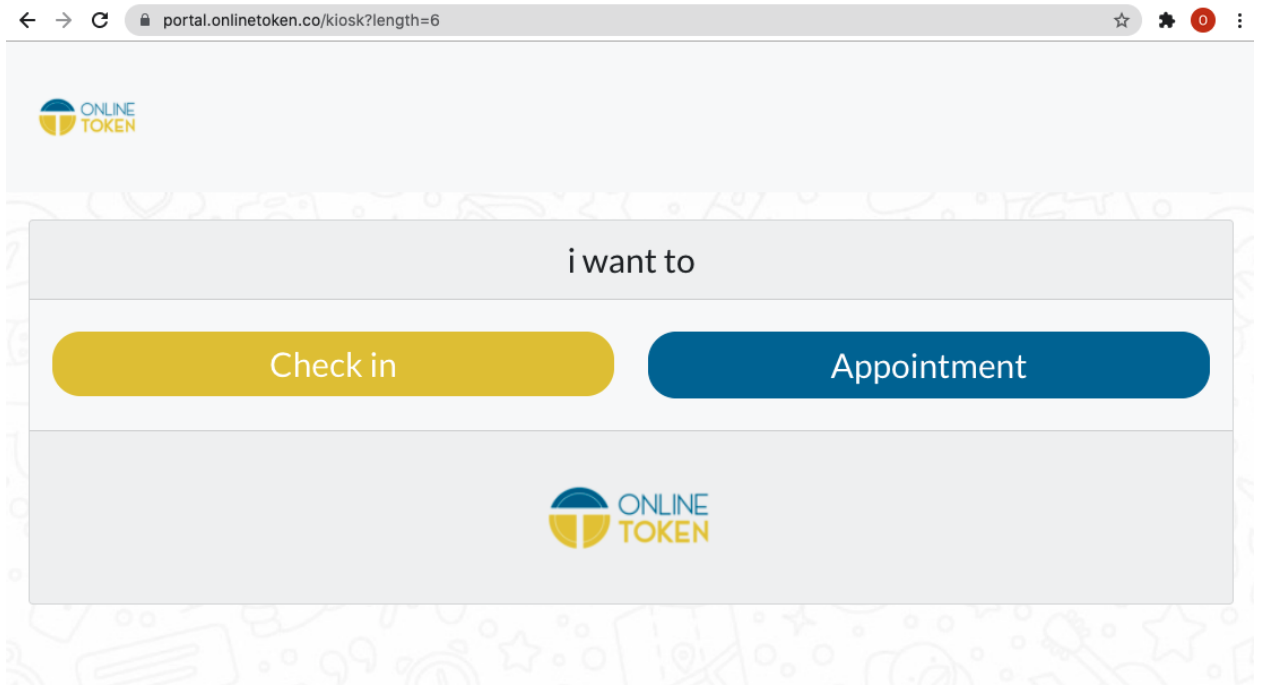 portal.onlinetoken.co/kiosk?length=6
O
ONLINE
TOKEN
i want to
Check in
Appointment
ONLINE
TOKEN